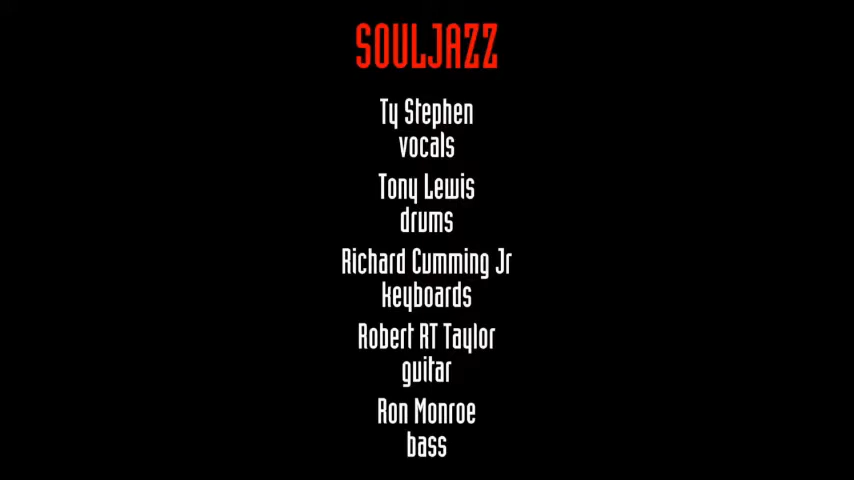 SOULJAZZ
Ty Stephen
vocals
Tony Lewis
drums
Richard Cumming Jr
keyboards
Robert RT Taylor
guitar
Ron Monroe
bass